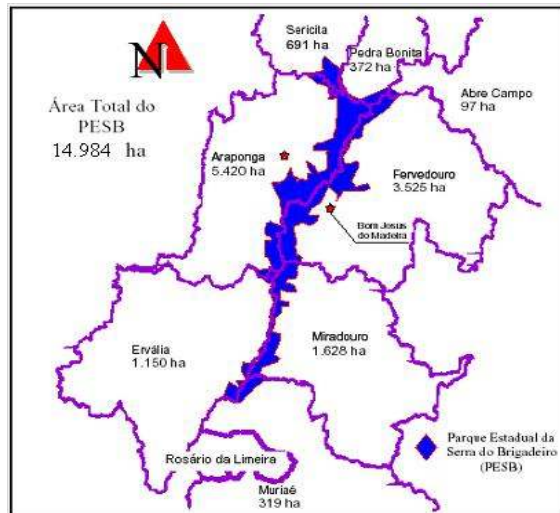 Sericita
691 ha
Pedra Bonita
372 ha
N
Abre Campo
97 ha
Área Total do
PESB
14.984 ha
Araponga
5.420 ha
Fervedouro
3.525 ha
Bom Jesus
do Madeira
Miradouro
1.628 ha
Ervália
1.150 ha
Parque Estadual da
Serra do Brigadeiro
(PESB)
Rosário da Limeira
Muriaé
319 ha